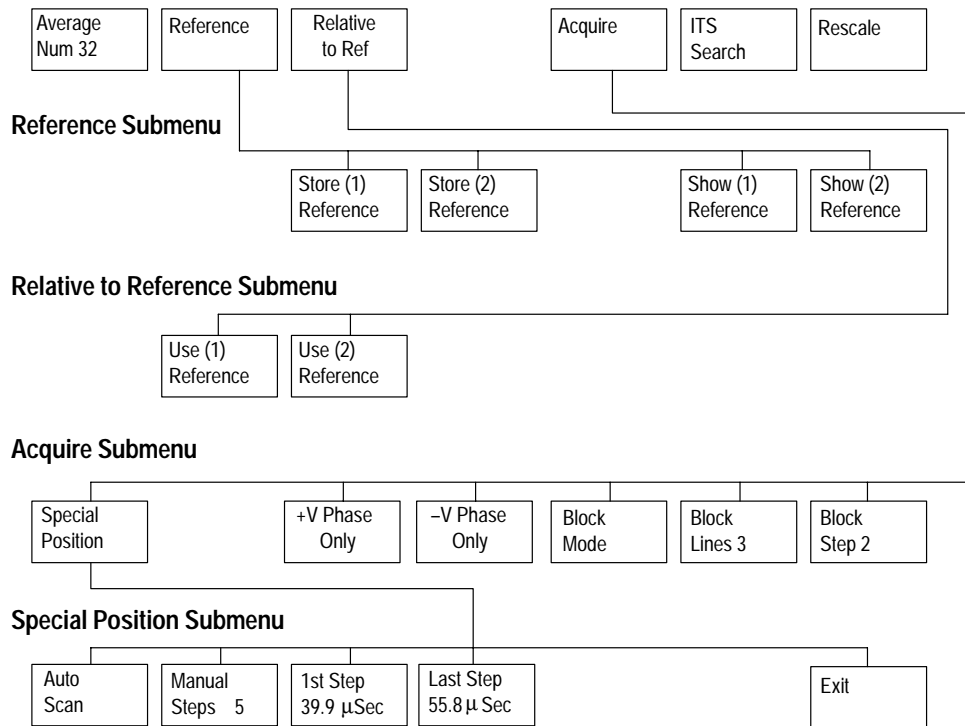 Average
Num 32
Reference
Relative
to Ref
Acquire
ITS
Search
Rescale
Reference Submenu
Store (1)
Reference
Store (2)
Reference
Show (1)
Reference
Show (2)
Reference
Relative to Reference Submenu
Use (1)
Reference
Use (2)
Reference
Acquire Submenu
Special
Position
+V Phase
Only
–V Phase
Only
Block
Mode
Block
Lines 3
Block
Step 2
Special Position Submenu
Auto
Scan
Manual
Steps 5
1st Step
39.9 μSec
Last Step
55.8 μ Sec
Exit